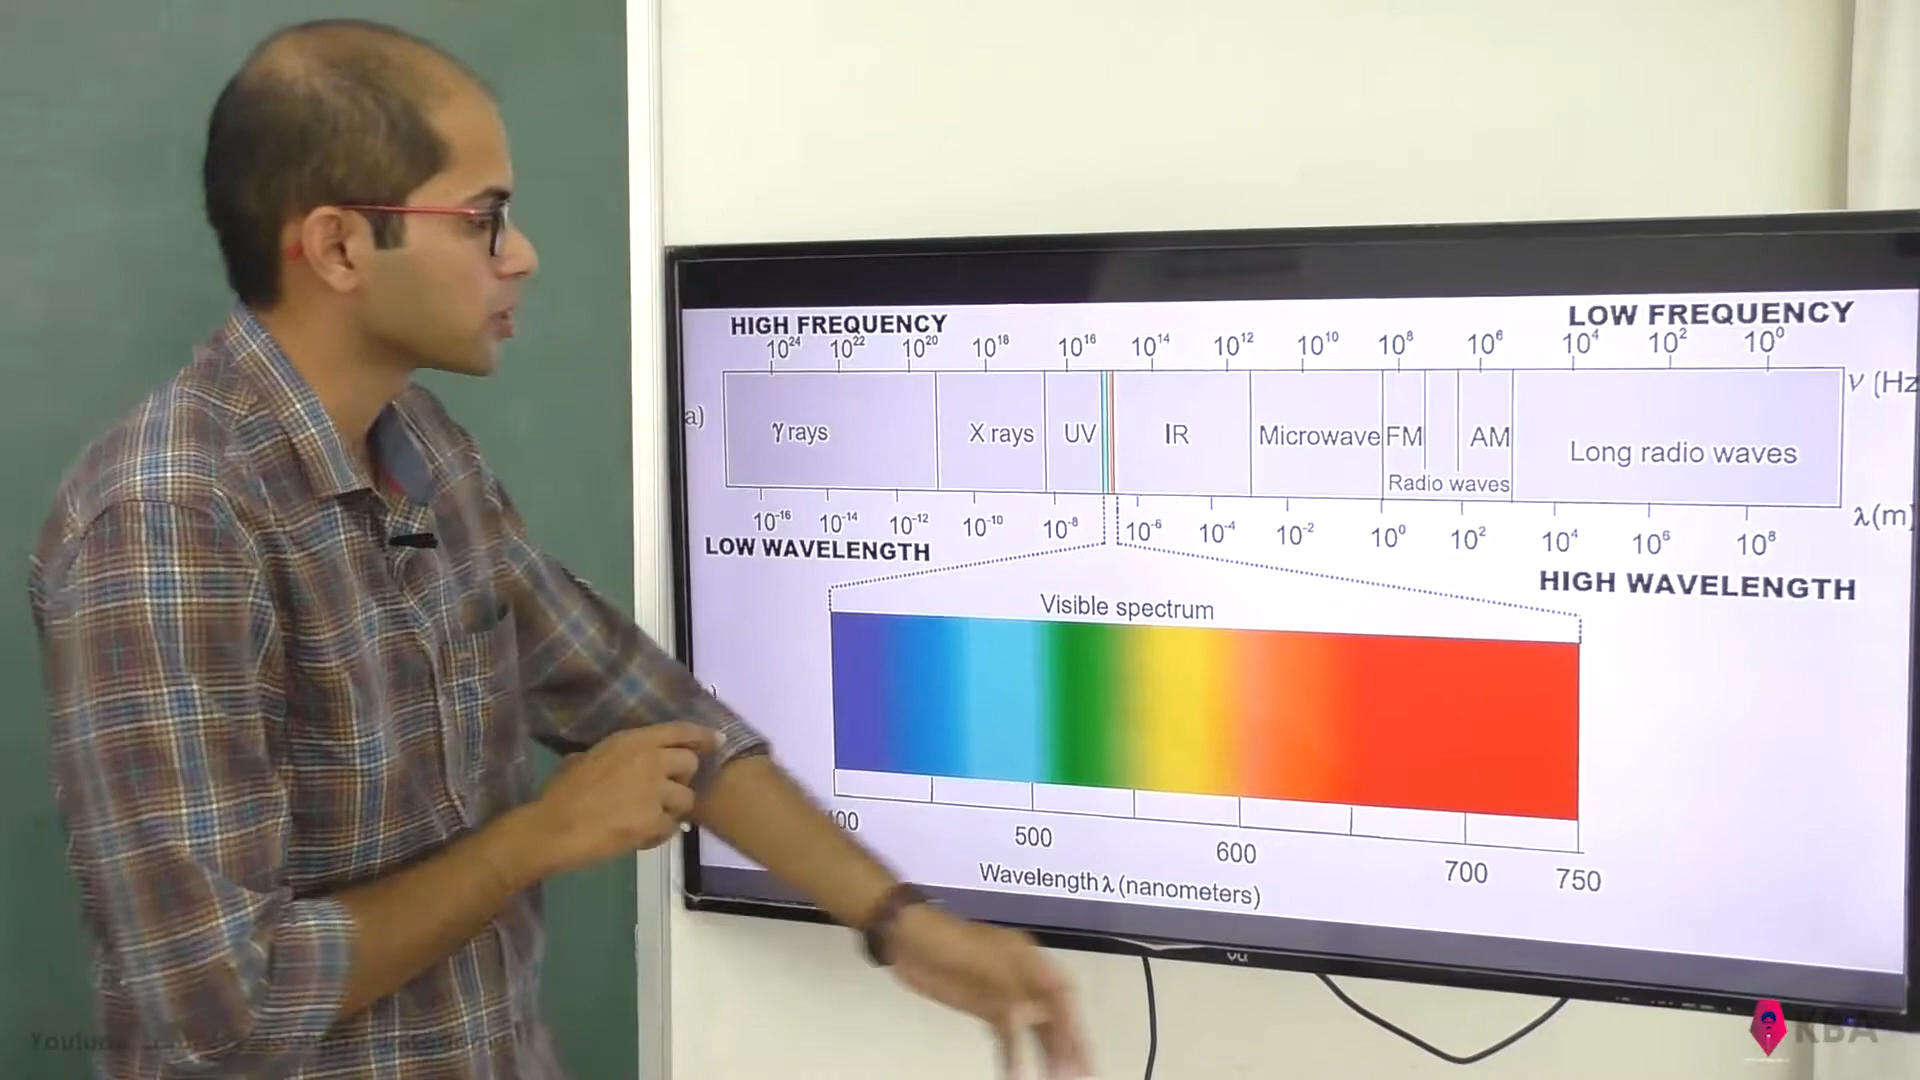 HIGH FREQUENCY
LOW FREQUENCY
10²⁴ 10²² 10²⁰ 10¹⁸ 10¹⁶ 10¹⁴ 10¹² 10¹⁰ 10⁸ 10⁶ 10⁴ 10² 10⁰
ν (Hz
a)
γ rays X rays UV IR Microwave FM AM Long radio waves
Radio waves
10⁻¹⁶ 10⁻¹⁴ 10⁻¹² 10⁻¹⁰ 10⁻⁸ 10⁻⁶ 10⁻⁴ 10⁻² 10⁰ 10² 10⁴ 10⁶ 10⁸
λ(m)
LOW WAVELENGTH
HIGH WAVELENGTH
Visible spectrum
500 600 700 750
Wavelength λ (nanometers)
VU
KBA